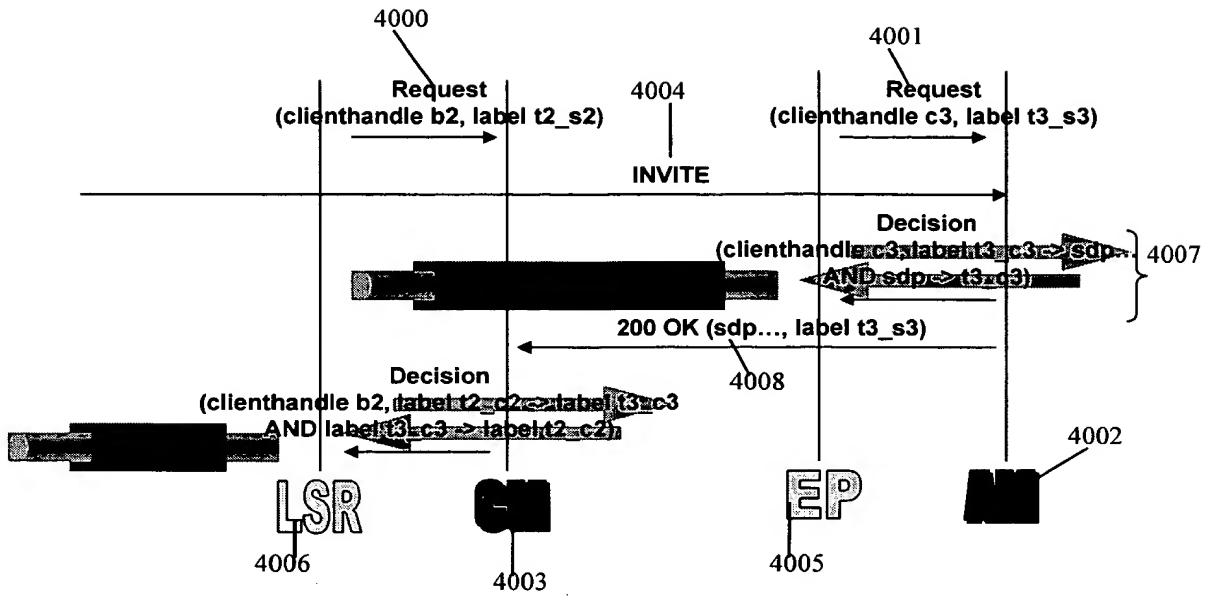 4000
4001
Request
(clienthandle b2, label t2_s2)
4004
Request
(clienthandle c3, label t3_s3)
INVITE
Decision
(clienthandle c3, label t3_c3 -> sdp...
AND sdp -> t3_c3)
4007
200 OK (sdp..., label t3_s3)
4008
Decision
(clienthandle b2, label t2_c2 -> label t3_c3
AND label t3_c3 -> label t2_c2)
4002
LSR
EP
4006
4003
4005